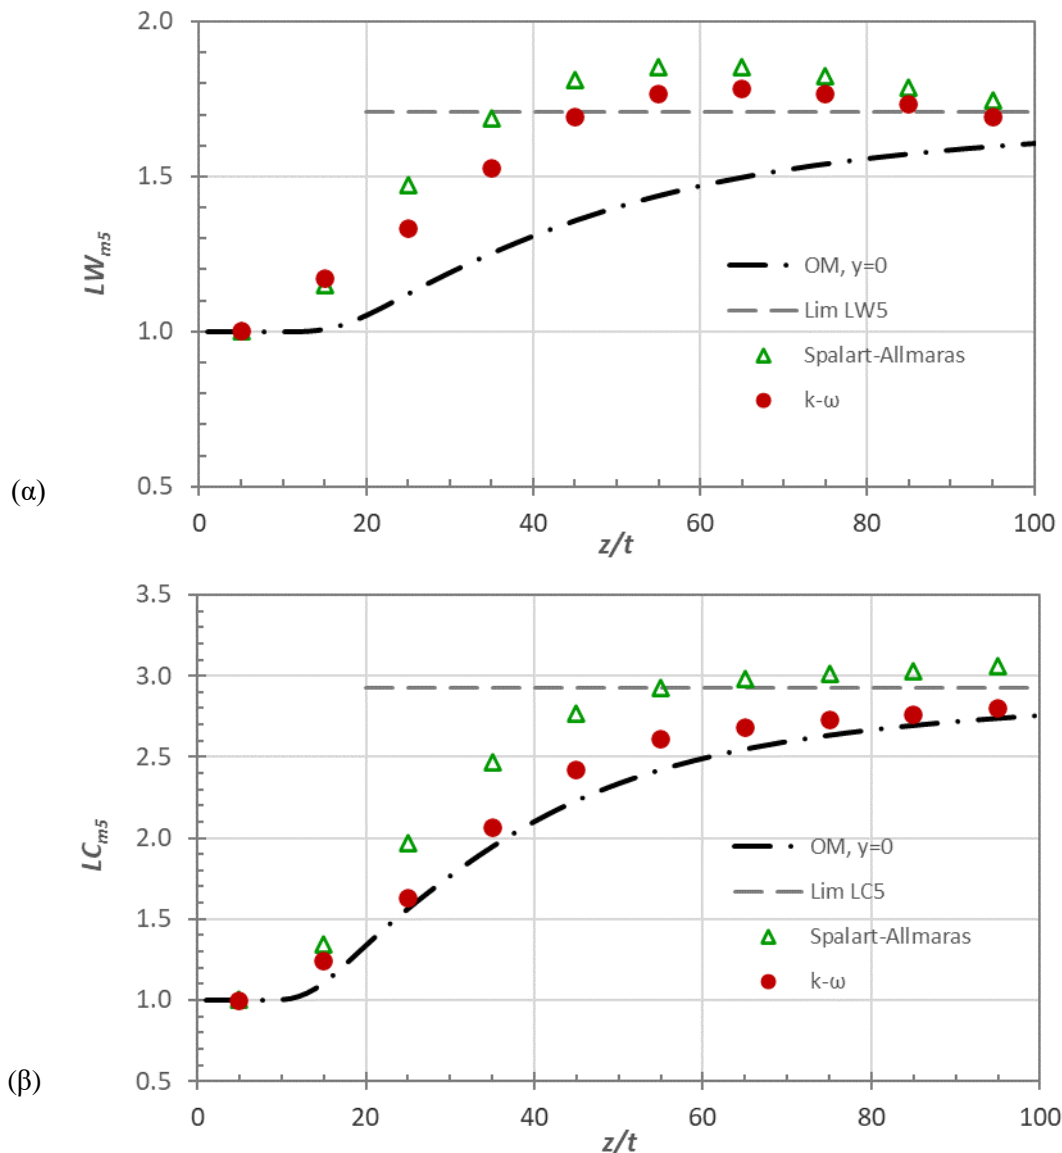 2.0
1.5
1.0
0.5
LWm5
OM, y=0
Lim LW5
Spalart-Allmaras
k-ω
(α)
0 20 40 60 80 100
z/t
3.5
3.0
2.5
2.0
1.5
1.0
0.5
LCm5
OM, y=0
Lim LC5
Spalart-Allmaras
k-ω
(β)
0 20 40 60 80 100
z/t